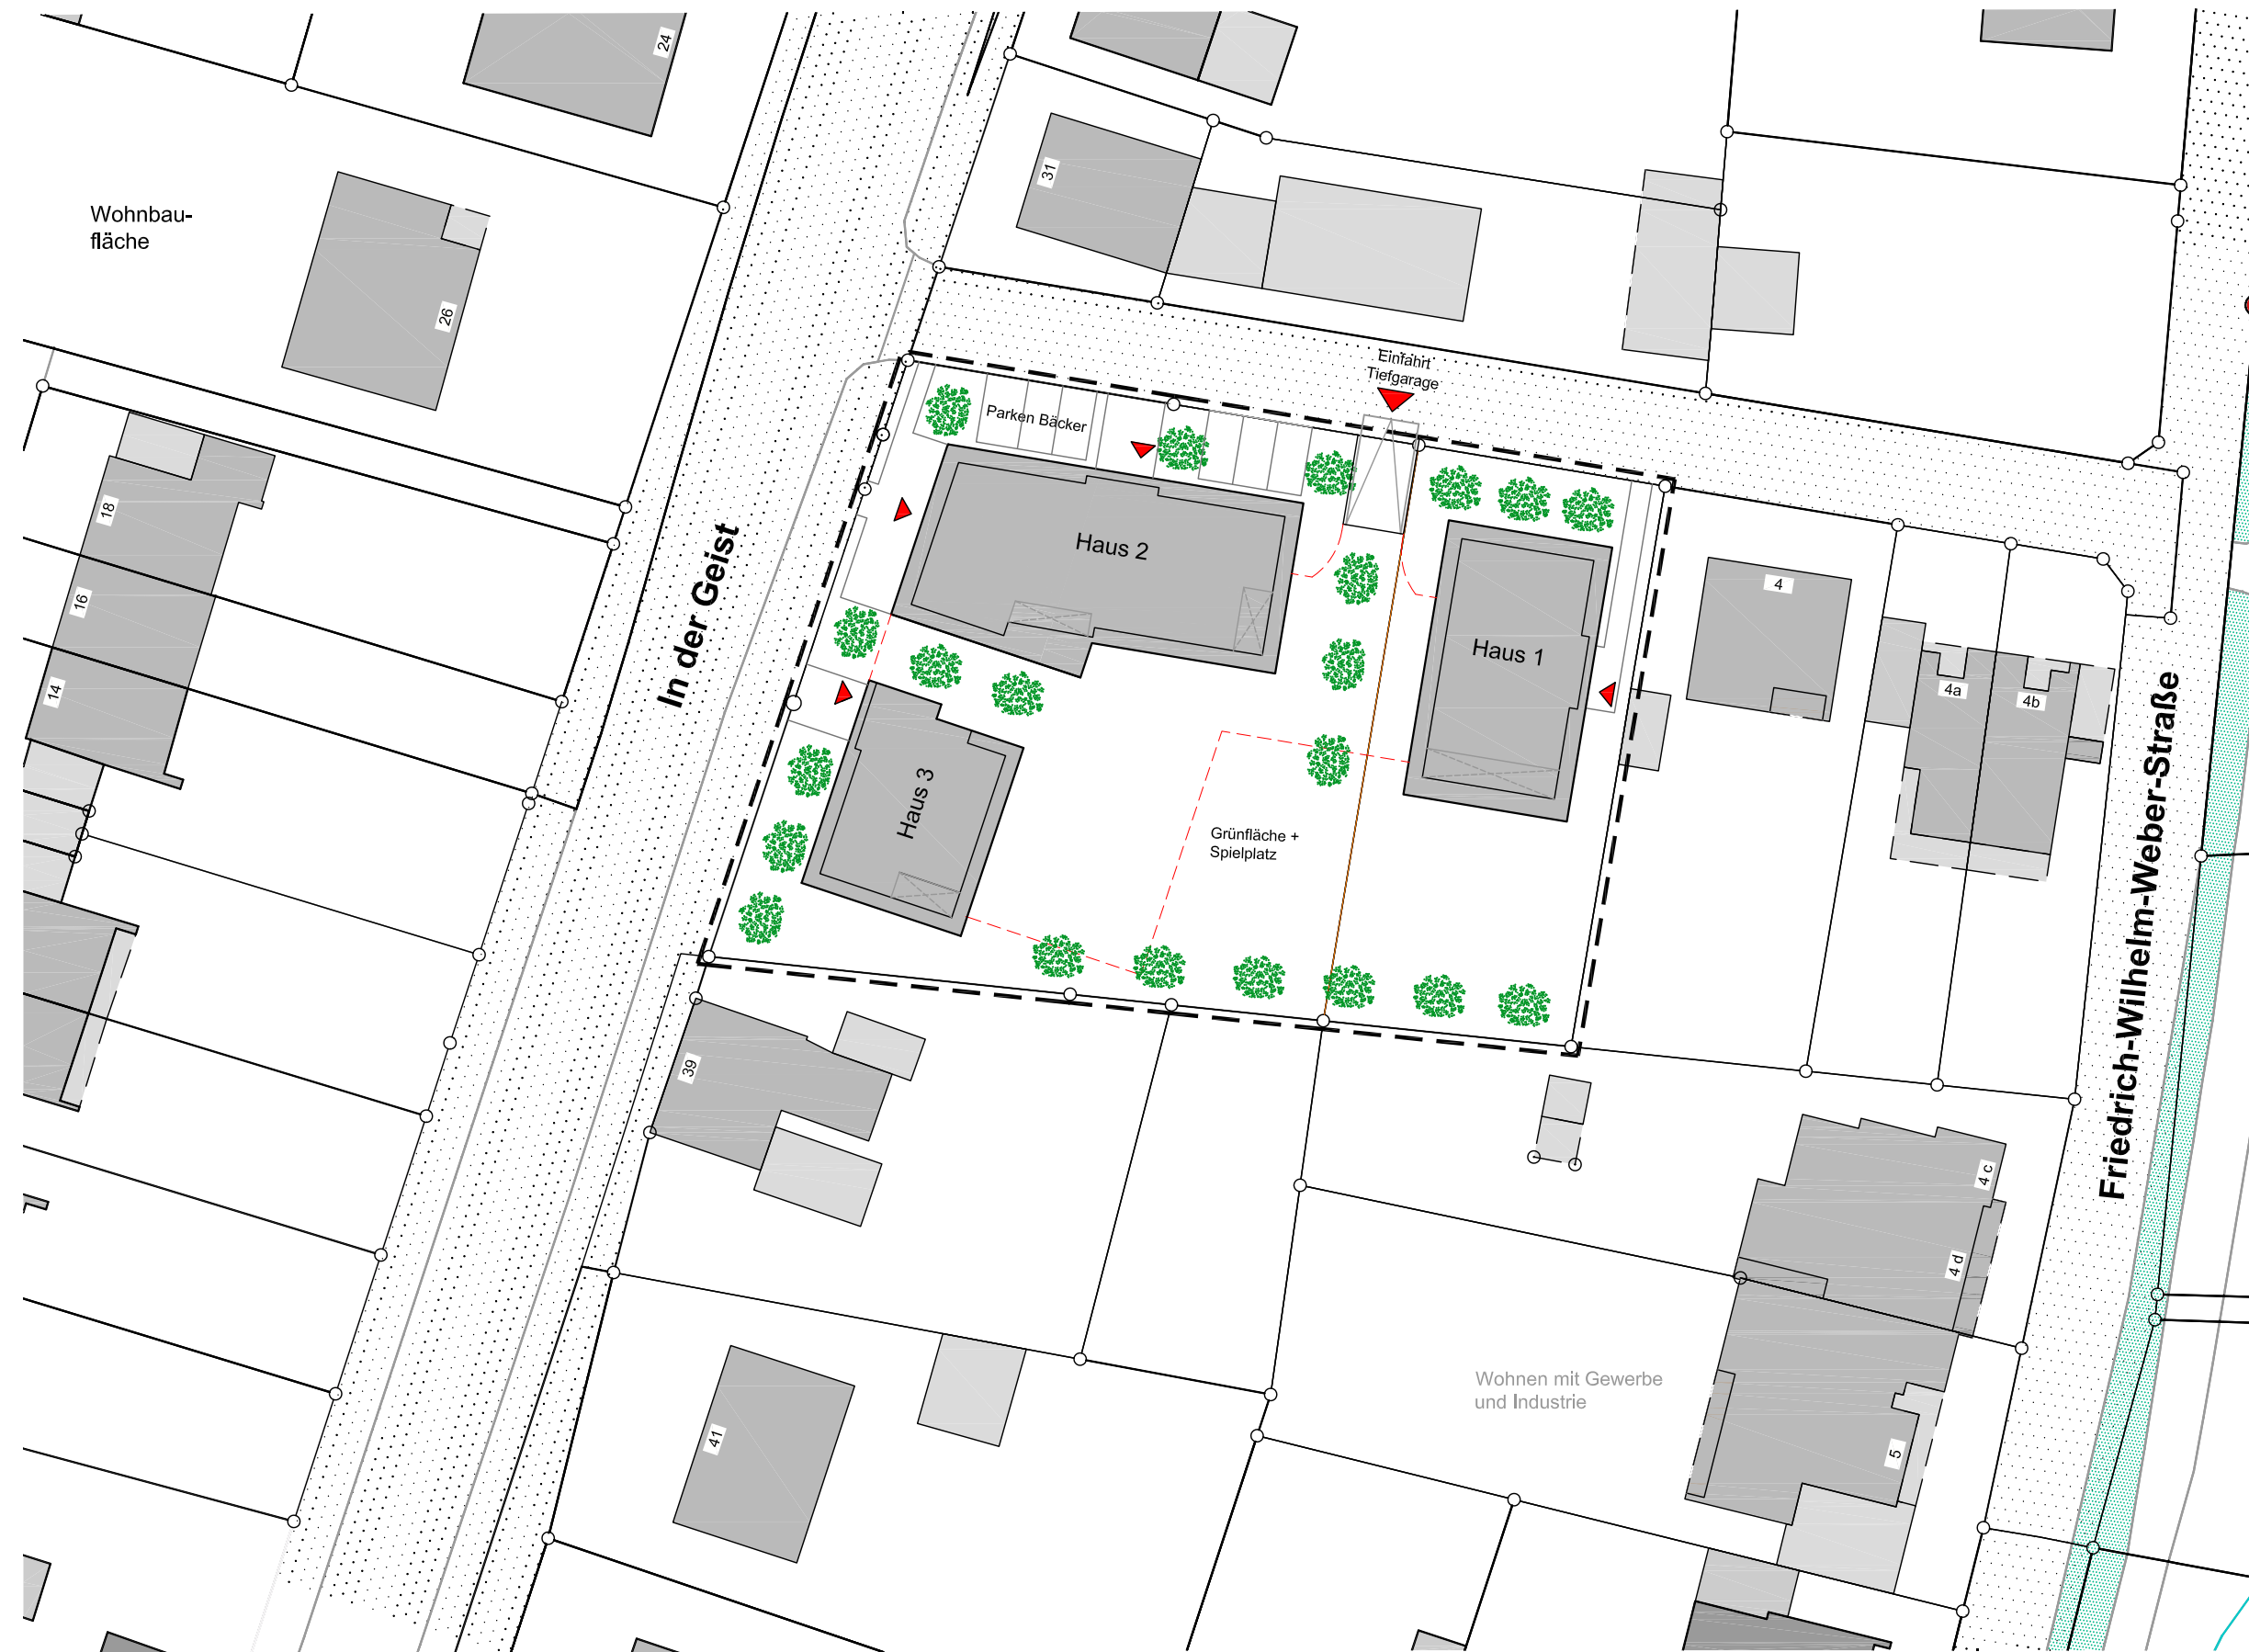 24
31
Wohnbau-
fläche
26
Einfahrt
Tiefgarage
Parken Bäcker
18
Haus 2
In der Geist
16
4
Haus 1
14
4a
4b
Haus 3
Grünfläche +
Spielplatz
Friedrich-Wilhelm-Weber-Straße
39
4 c
4 d
Wohnen mit Gewerbe
und Industrie
41
5